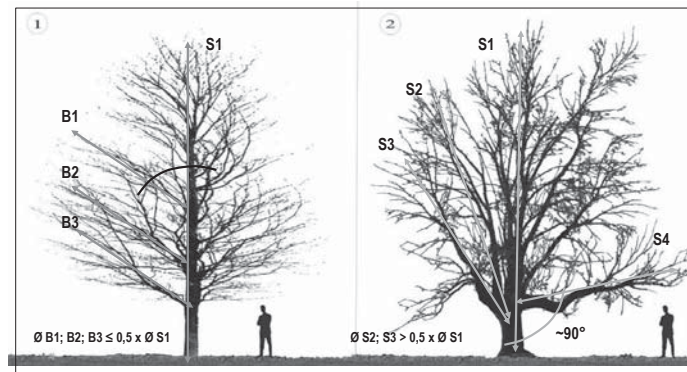 1
S1
B1
B2
B3
Ø B1; B2; B3 ≤ 0,5 x Ø S1
2
S1
S2
S3
S4
~90°
Ø S2; S3 > 0,5 x Ø S1